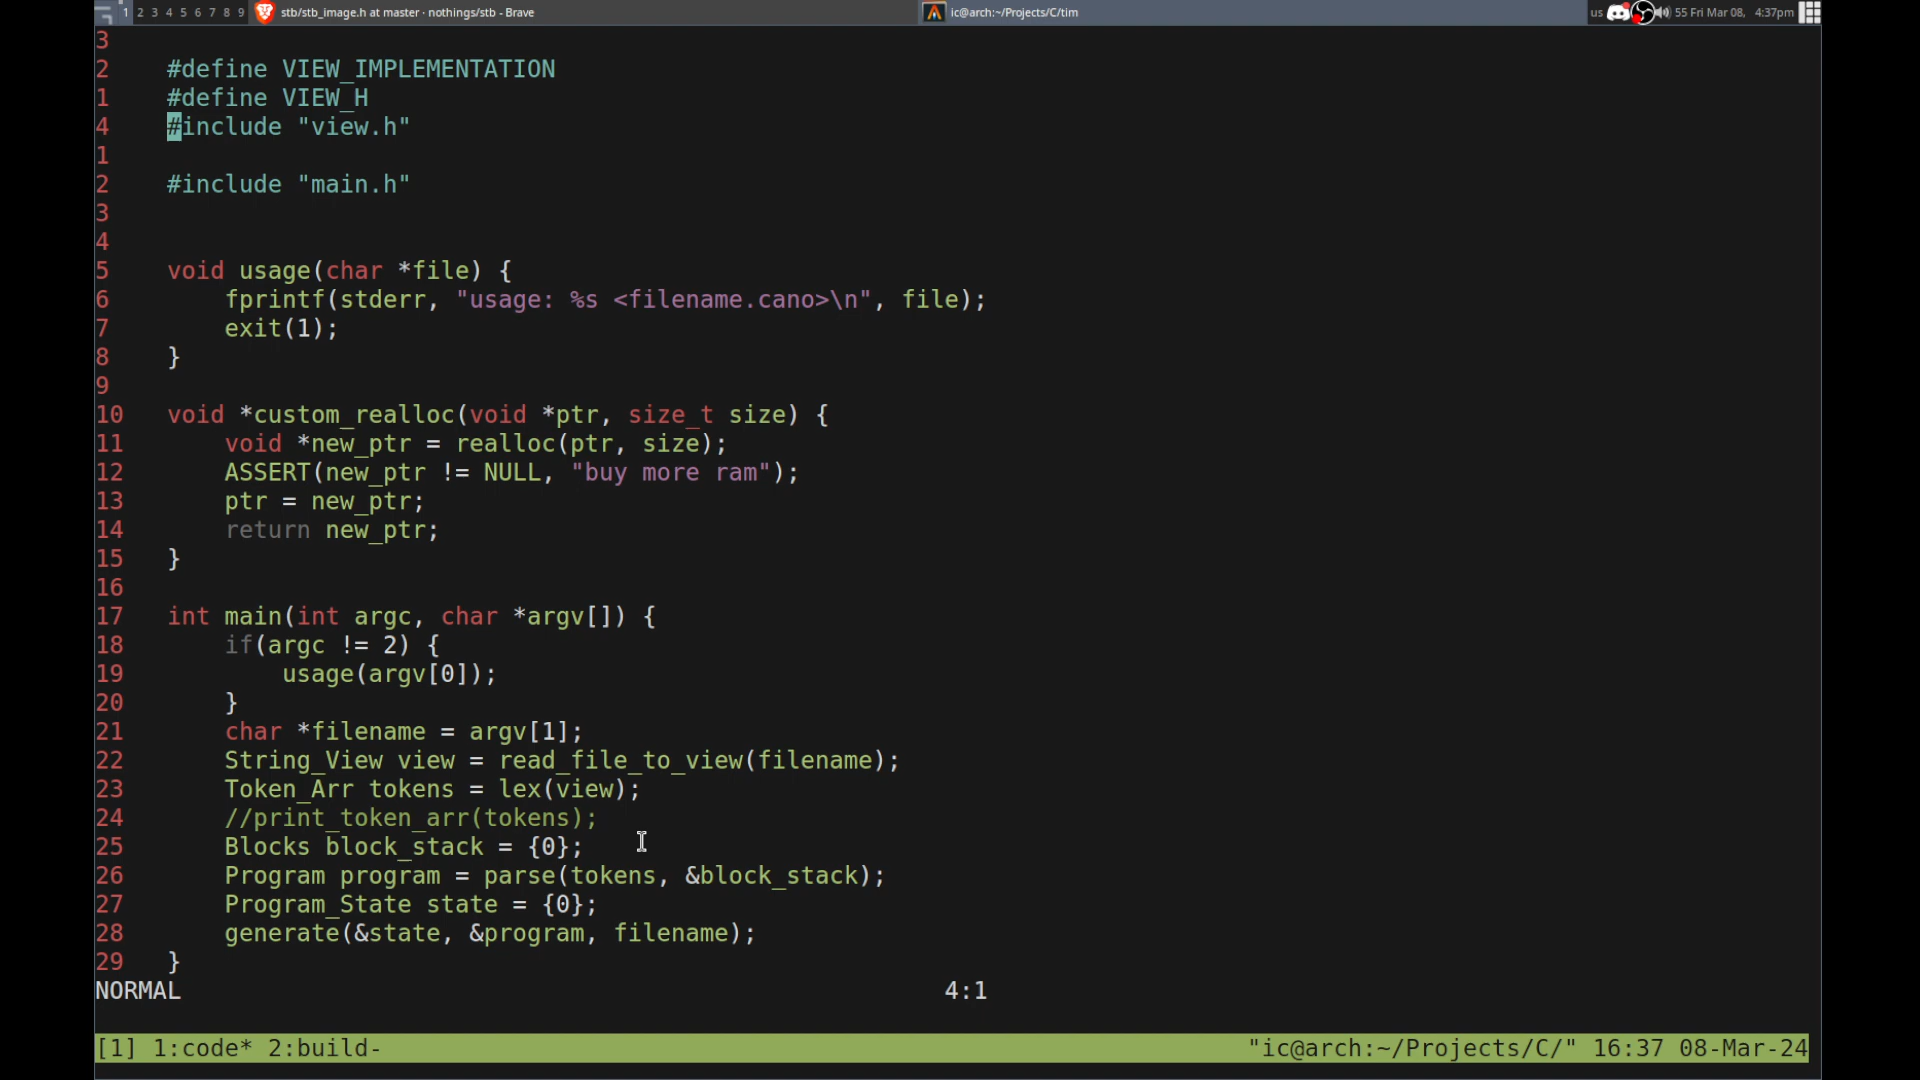 1 2 3 4 5 6 7 8 9 stb/stb_image.h at master · nothings/stb - Brave ic@arch:~/Projects/C/tim us 55 Fri Mar 08, 4:37pm
3
2 #define VIEW_IMPLEMENTATION
1 #define VIEW_H
4 #include "view.h"
1
2 #include "main.h"
3
4
5 void usage(char *file) {
6 fprintf(stderr, "usage: %s <filename.cano>\n", file);
7 exit(1);
8 }
9
10 void *custom_realloc(void *ptr, size_t size) {
11 void *new_ptr = realloc(ptr, size);
12 ASSERT(new_ptr != NULL, "buy more ram");
13 ptr = new_ptr;
14 return new_ptr;
15 }
16
17 int main(int argc, char *argv[]) {
18 if(argc != 2) {
19 usage(argv[0]);
20 }
21 char *filename = argv[1];
22 String_View view = read_file_to_view(filename);
23 Token_Arr tokens = lex(view);
24 //print_token_arr(tokens);
25 Blocks block_stack = {0};
26 Program program = parse(tokens, &block_stack);
27 Program_State state = {0};
28 generate(&state, &program, filename);
29 }
NORMAL 4:1
[1] 1:code* 2:build- "ic@arch:~/Projects/C/" 16:37 08-Mar-24